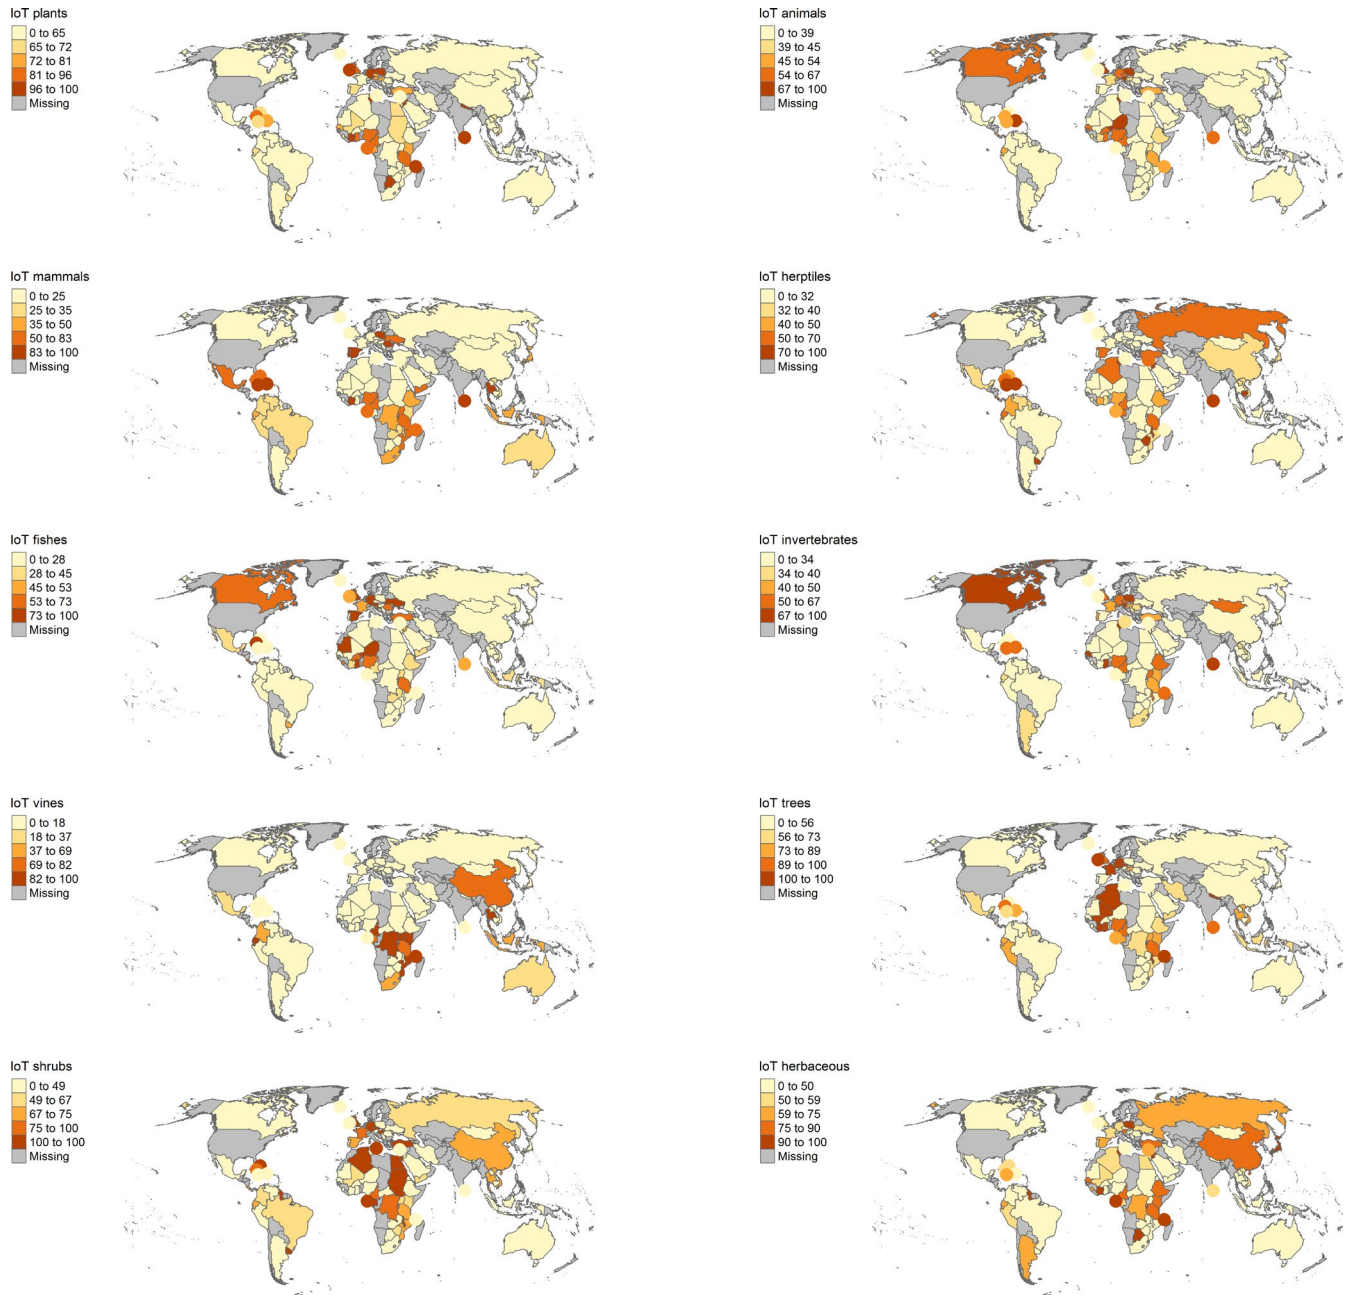 IoT plants
0 to 65
65 to 72
72 to 81
81 to 96
96 to 100
Missing
IoT animals
0 to 39
39 to 45
45 to 54
54 to 67
67 to 100
Missing
IoT mammals
0 to 25
25 to 35
35 to 50
50 to 83
83 to 100
Missing
IoT herptiles
0 to 32
32 to 40
40 to 50
50 to 70
70 to 100
Missing
IoT fishes
0 to 28
28 to 45
45 to 53
53 to 73
73 to 100
Missing
IoT invertebrates
0 to 34
34 to 40
40 to 50
50 to 67
67 to 100
Missing
IoT vines
0 to 18
18 to 37
37 to 69
69 to 82
82 to 100
Missing
IoT trees
0 to 56
56 to 73
73 to 89
89 to 100
100 to 100
Missing
IoT shrubs
0 to 49
49 to 67
67 to 75
75 to 100
100 to 100
Missing
IoT herbaceous
0 to 50
50 to 59
59 to 75
75 to 90
90 to 100
Missing